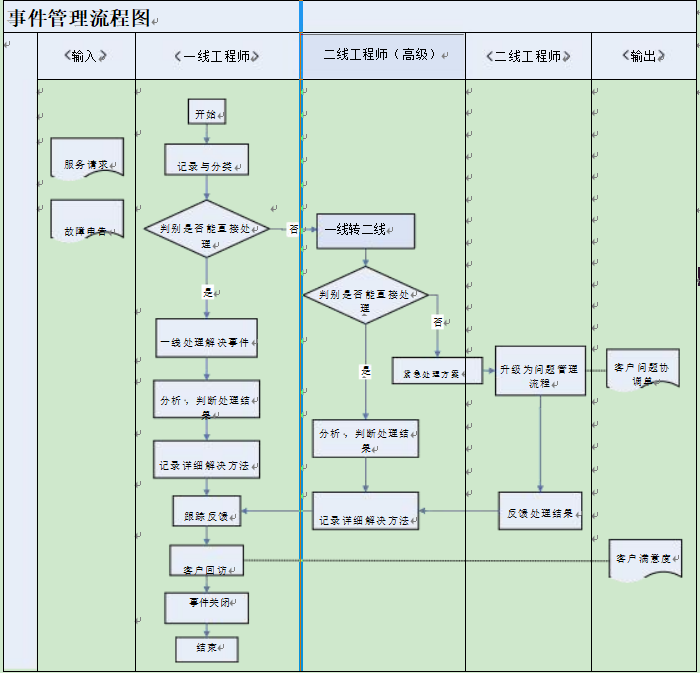 事件管理流程图
输入
一线工程师
二线工程师（高级）
二线工程师
输出
开始
服务请求
记录与分类
故障申告
判别是否能直接处
理
否
一线转二线
是
判别是否能直接处
理
否
一线处理解决事件
是
紧急处理方案
升级为问题管理
流程
客户问题协
调单
分析、判断处理结
果
分析、判断处理结
果
记录详细解决方法
跟踪反馈
记录详细解决方法
反馈处理结果
客户回访
客户满意度
事件关闭
结束